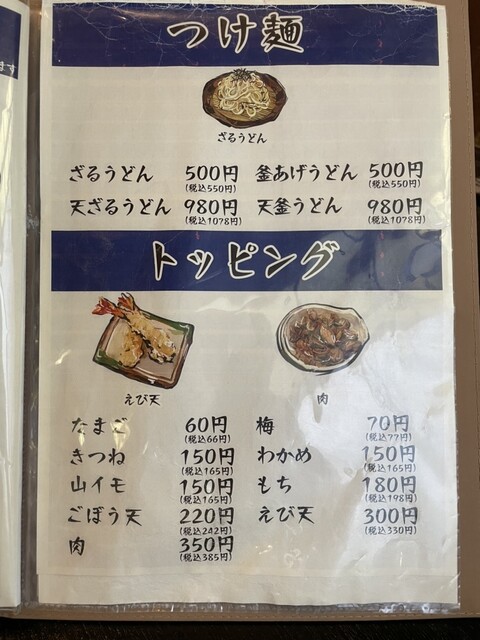 ます
つけ麺
ざるうどん
ざるうどん 500円 釜あげうどん 500円
(税込550円) (税込550円)
天ざるうどん 980円 天釜うどん 980円
(税込1078円) (税込1078円)
トッピング
えび天 肉
たまご 60円 梅 70円
(税込66円) (税込77円)
きつね 150円 わかめ 150円
(税込165円) (税込165円)
山イモ 150円 もち 180円
(税込165円) (税込198円)
ごぼう天 220円 えび天 300円
(税込242円) (税込330円)
肉 350円
(税込385円)